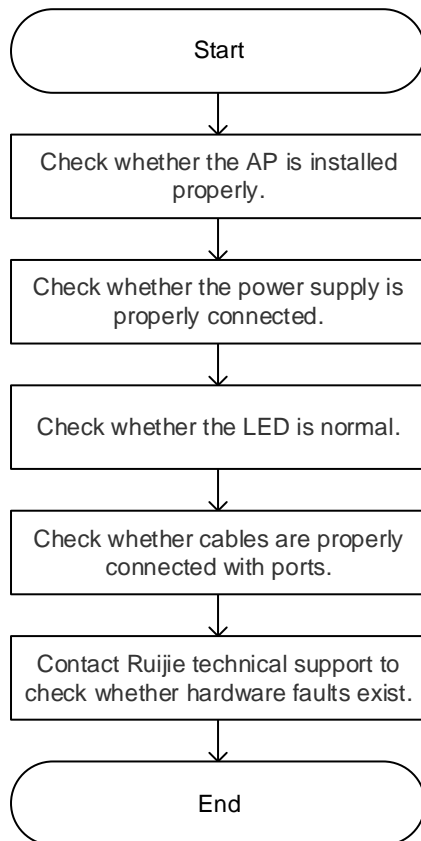 Start
Check whether the AP is installed
properly.
Check whether the power supply is
properly connected.
Check whether the LED is normal.
Check whether cables are properly
connected with ports.
Contact Ruijie technical support to
check whether hardware faults exist.
End